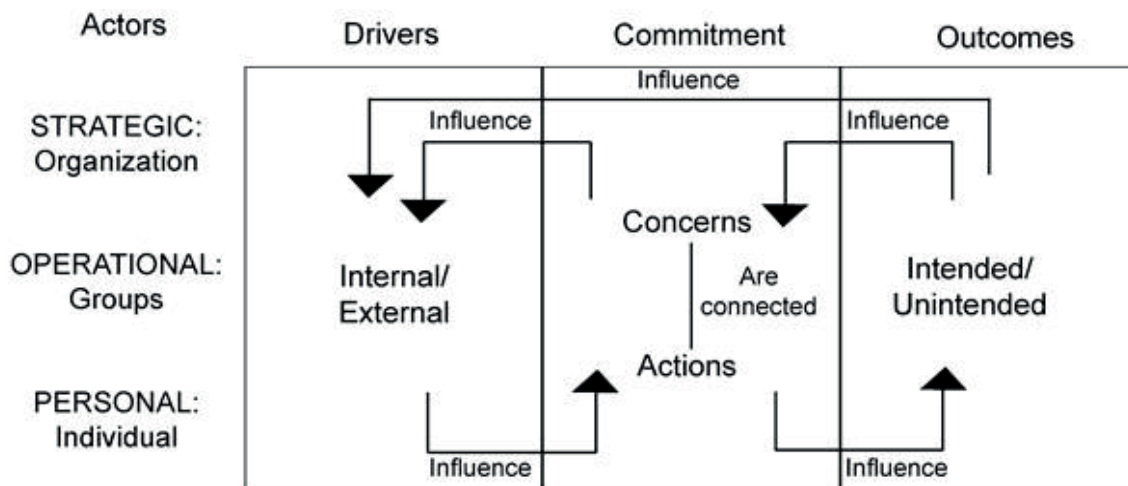 Actors
Drivers
Commitment
Outcomes
Influence
STRATEGIC:
Organization
Influence
Influence
Concerns
OPERATIONAL:
Groups
Internal/
External
Are
connected
Intended/
Unintended
Actions
PERSONAL:
Individual
Influence
Influence